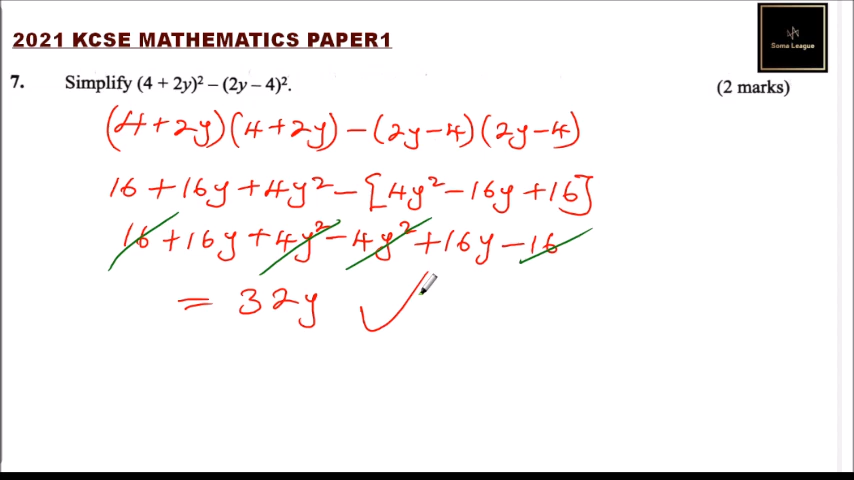 2021 KCSE MATHEMATICS PAPER1
Soma League
7. Simplify (4 + 2y)² – (2y – 4)². (2 marks)
(4+2y)(4+2y) – (2y–4)(2y–4)
16 + 16y + 4y² – [4y² – 16y + 16]
16 + 16y + 4y² – 4y² + 16y – 16
= 32y